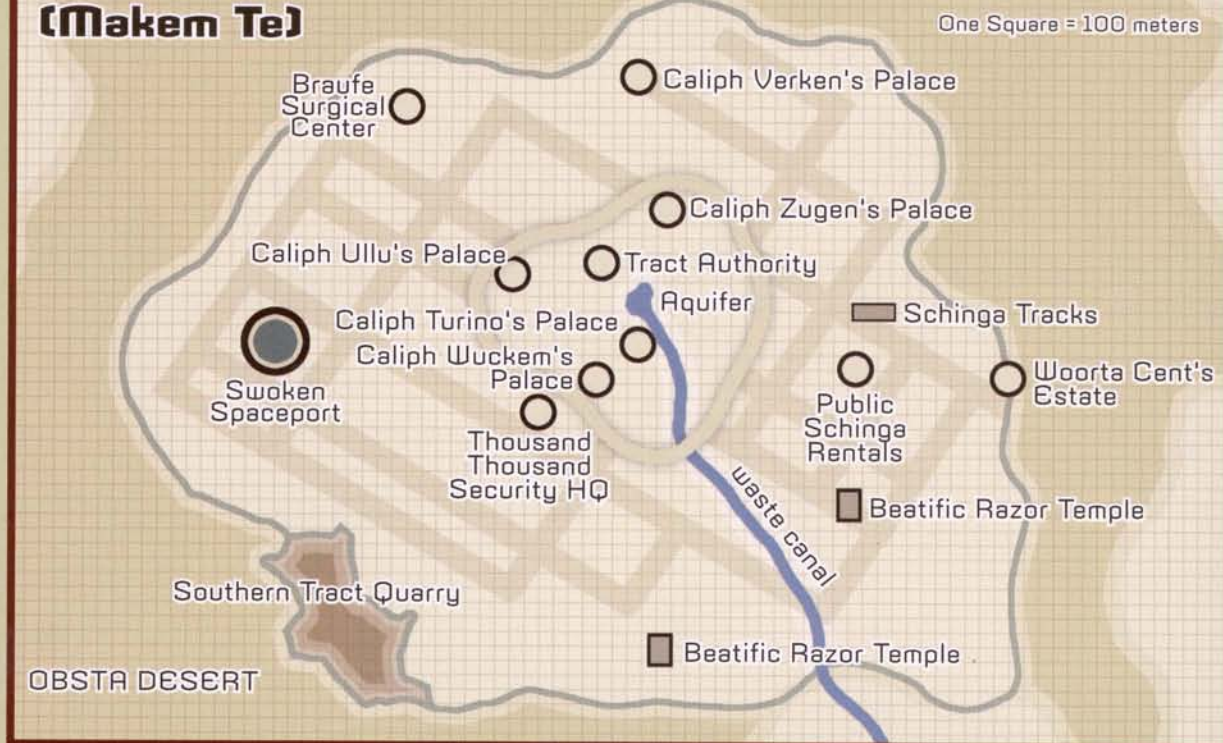 (Makem Te)
One Square = 100 meters
Braufe
Surgical
Center
Caliph Verken's Palace
Caliph Zugen's Palace
Caliph Ullu's Palace
Tract Authority
Aquifer
Caliph Turino's Palace
Schinga Tracks
Caliph Wuckem's
Palace
Swoken
Spaceport
Public
Schinga
Rentals
Woorta Cent's
Estate
Thousand
Thousand
Security HQ
waste canal
Beatific Razor Temple
Southern Tract Quarry
Beatific Razor Temple
OBSTA DESERT